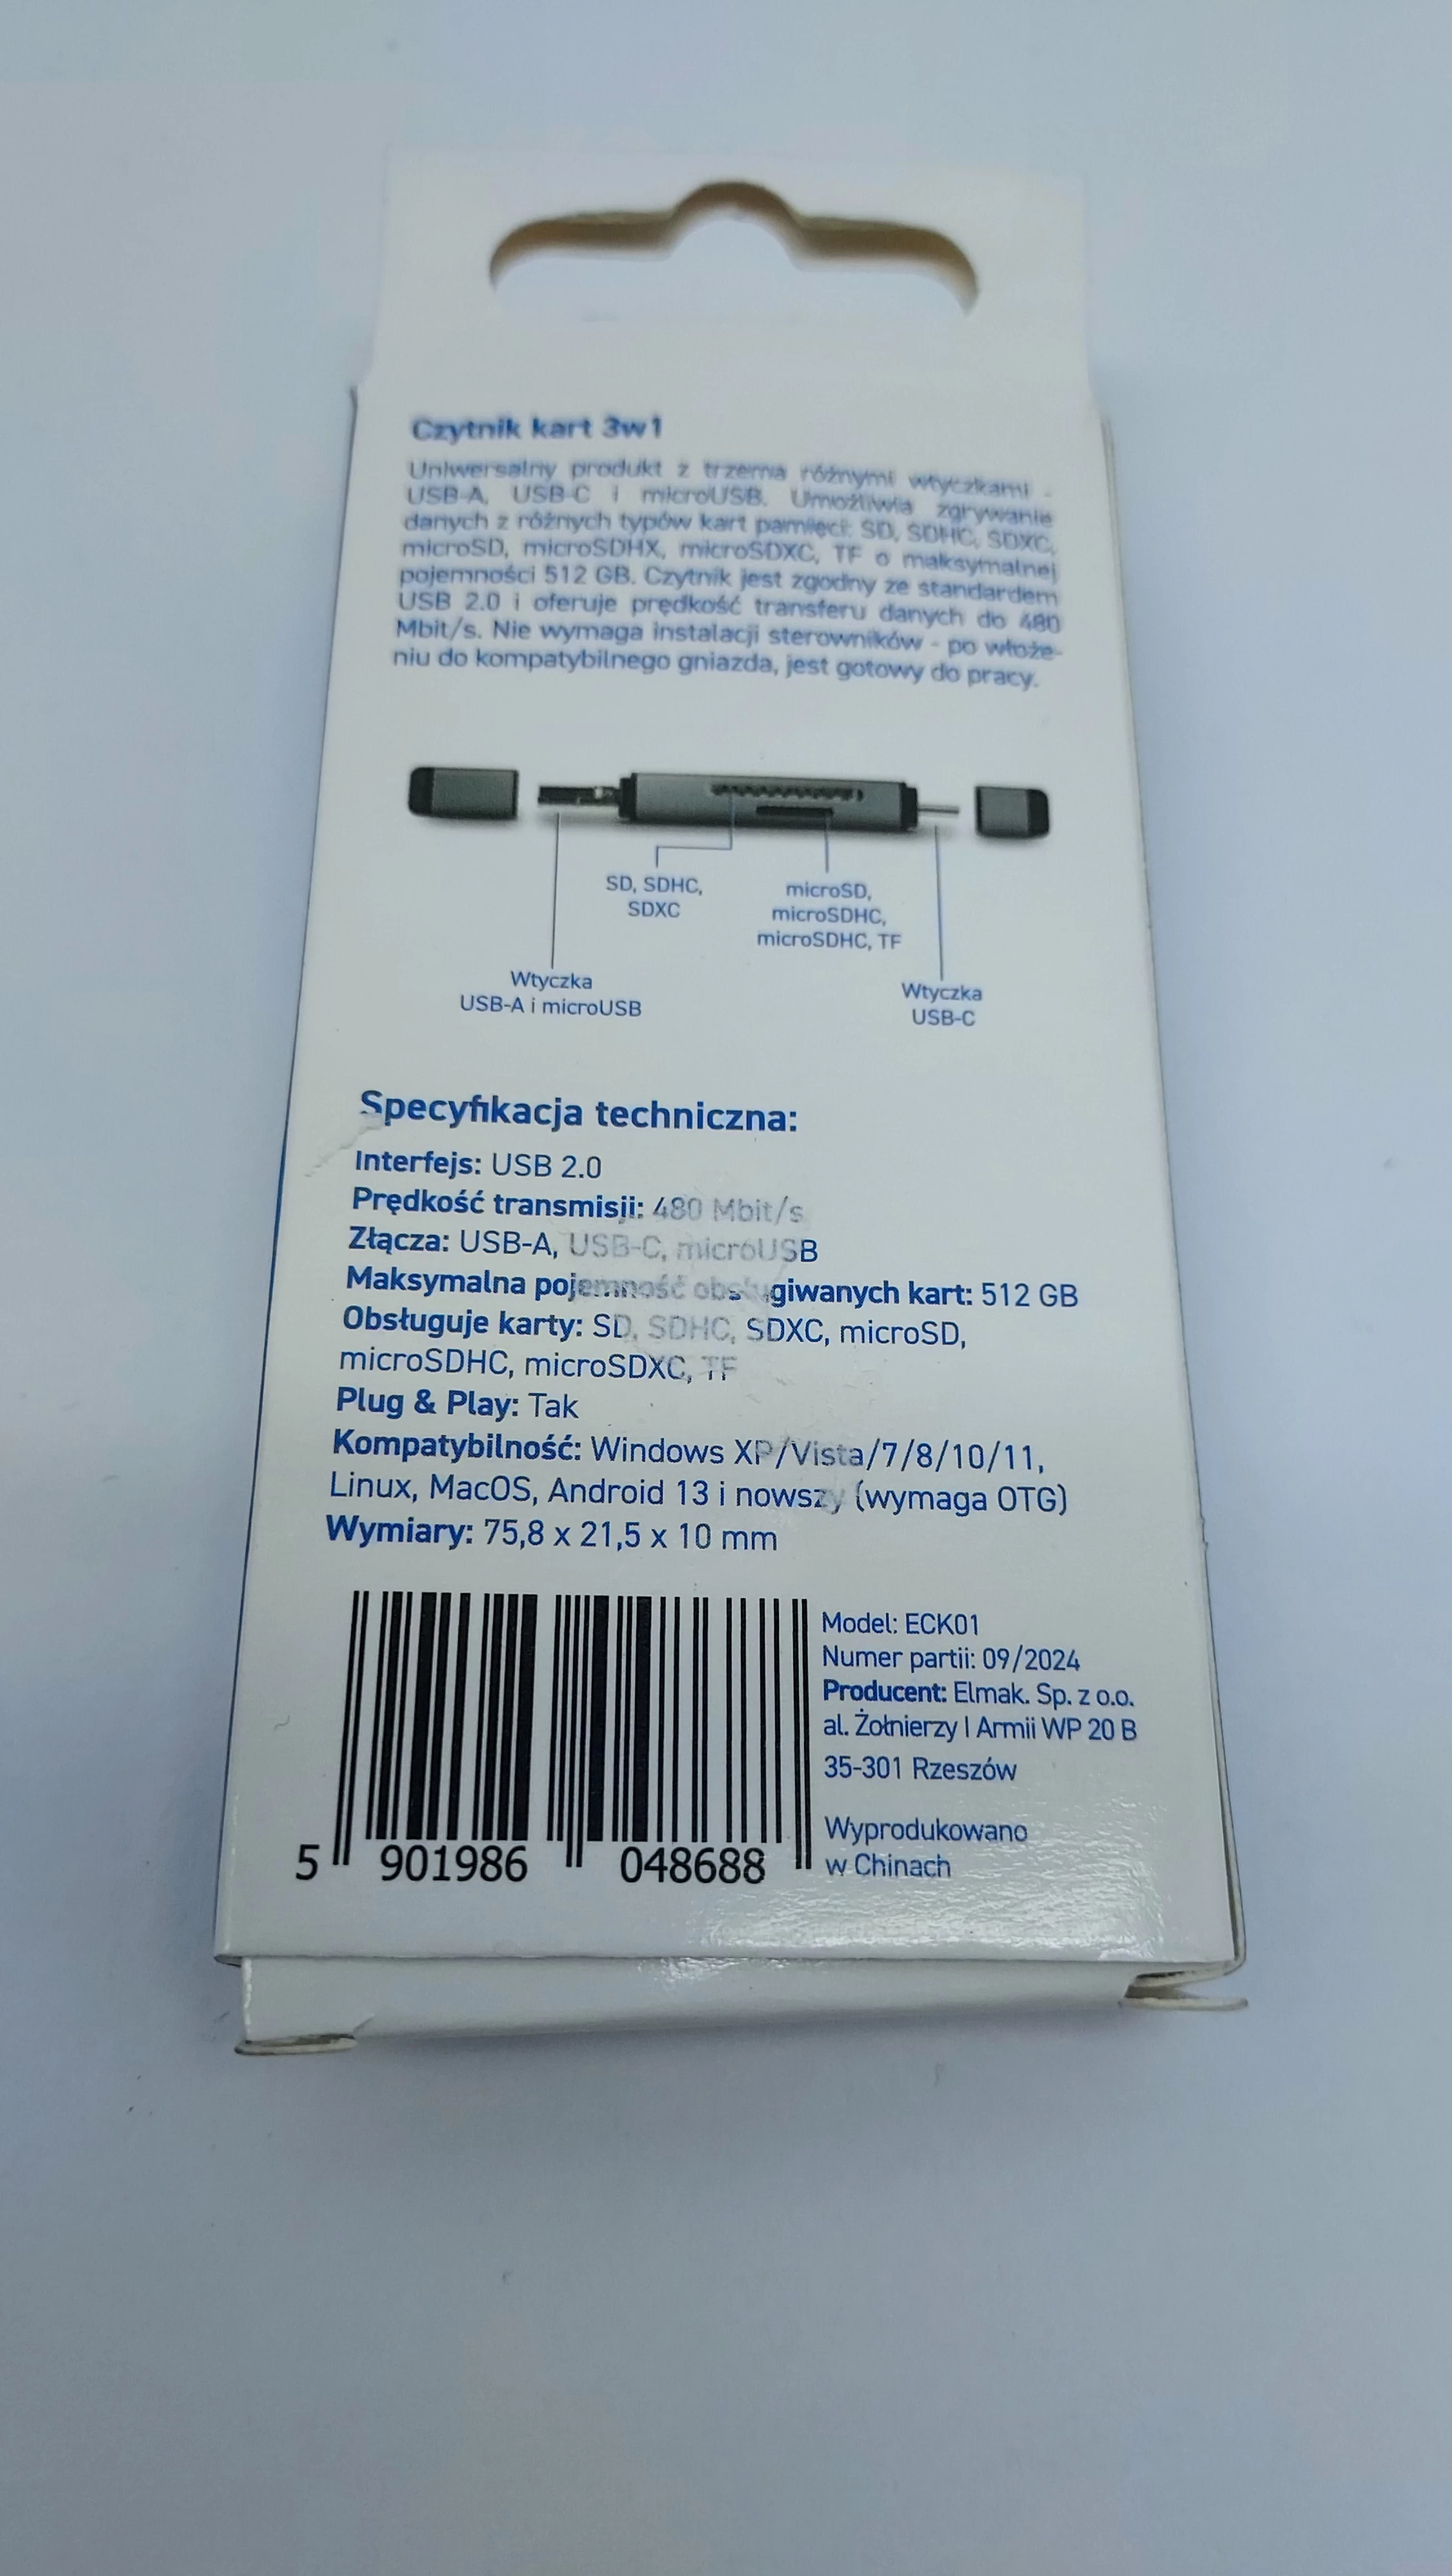 Czytnik kart 3w1
Uniwersalny produkt z trzema różnymi wtyczkami -
USB-A, USB-C i microUSB. Umożliwia zgrywanie
danych z różnych typów kart pamięci: SD, SDHC, SDXC,
microSD, microSDHX, microSDXC, TF o maksymalnej
pojemności 512 GB. Czytnik jest zgodny ze standardem
USB 2.0 i oferuje prędkość transferu danych do 480
Mbit/s. Nie wymaga instalacji sterowników - po włoże-
niu do kompatybilnego gniazda, jest gotowy do pracy.
SD, SDHC,
SDXC
microSD,
microSDHC,
microSDHC, TF
Wtyczka
USB-A i microUSB
Wtyczka
USB-C
Specyfikacja techniczna:
Interfejs: USB 2.0
Prędkość transmisji: 480 Mbit/s
Złącza: USB-A, USB-C, microUSB
Maksymalna pojemność obsługiwanych kart: 512 GB
Obsługuje karty: SD, SDHC, SDXC, microSD,
microSDHC, microSDXC, TF
Plug & Play: Tak
Kompatybilność: Windows XP/Vista/7/8/10/11,
Linux, MacOS, Android 13 i nowszy (wymaga OTG)
Wymiary: 75,8 x 21,5 x 10 mm
Model: ECK01
Numer partii: 09/2024
Producent: Elmak. Sp. z o.o.
al. Żołnierzy I Armii WP 20 B
35-301 Rzeszów
Wyprodukowano
w Chinach
5 901986 048688